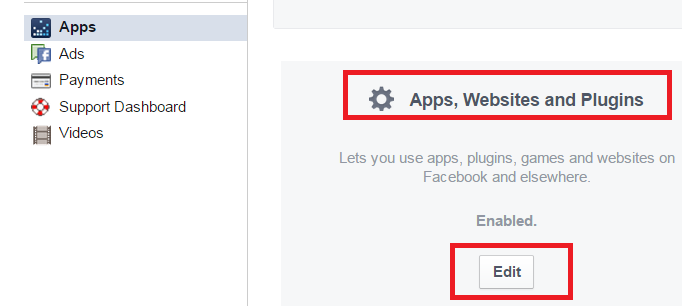 Apps
Ads
Payments
Support Dashboard
Videos
Apps, Websites and Plugins
Lets you use apps, plugins, games and websites on
Facebook and elsewhere.
Enabled.
Edit